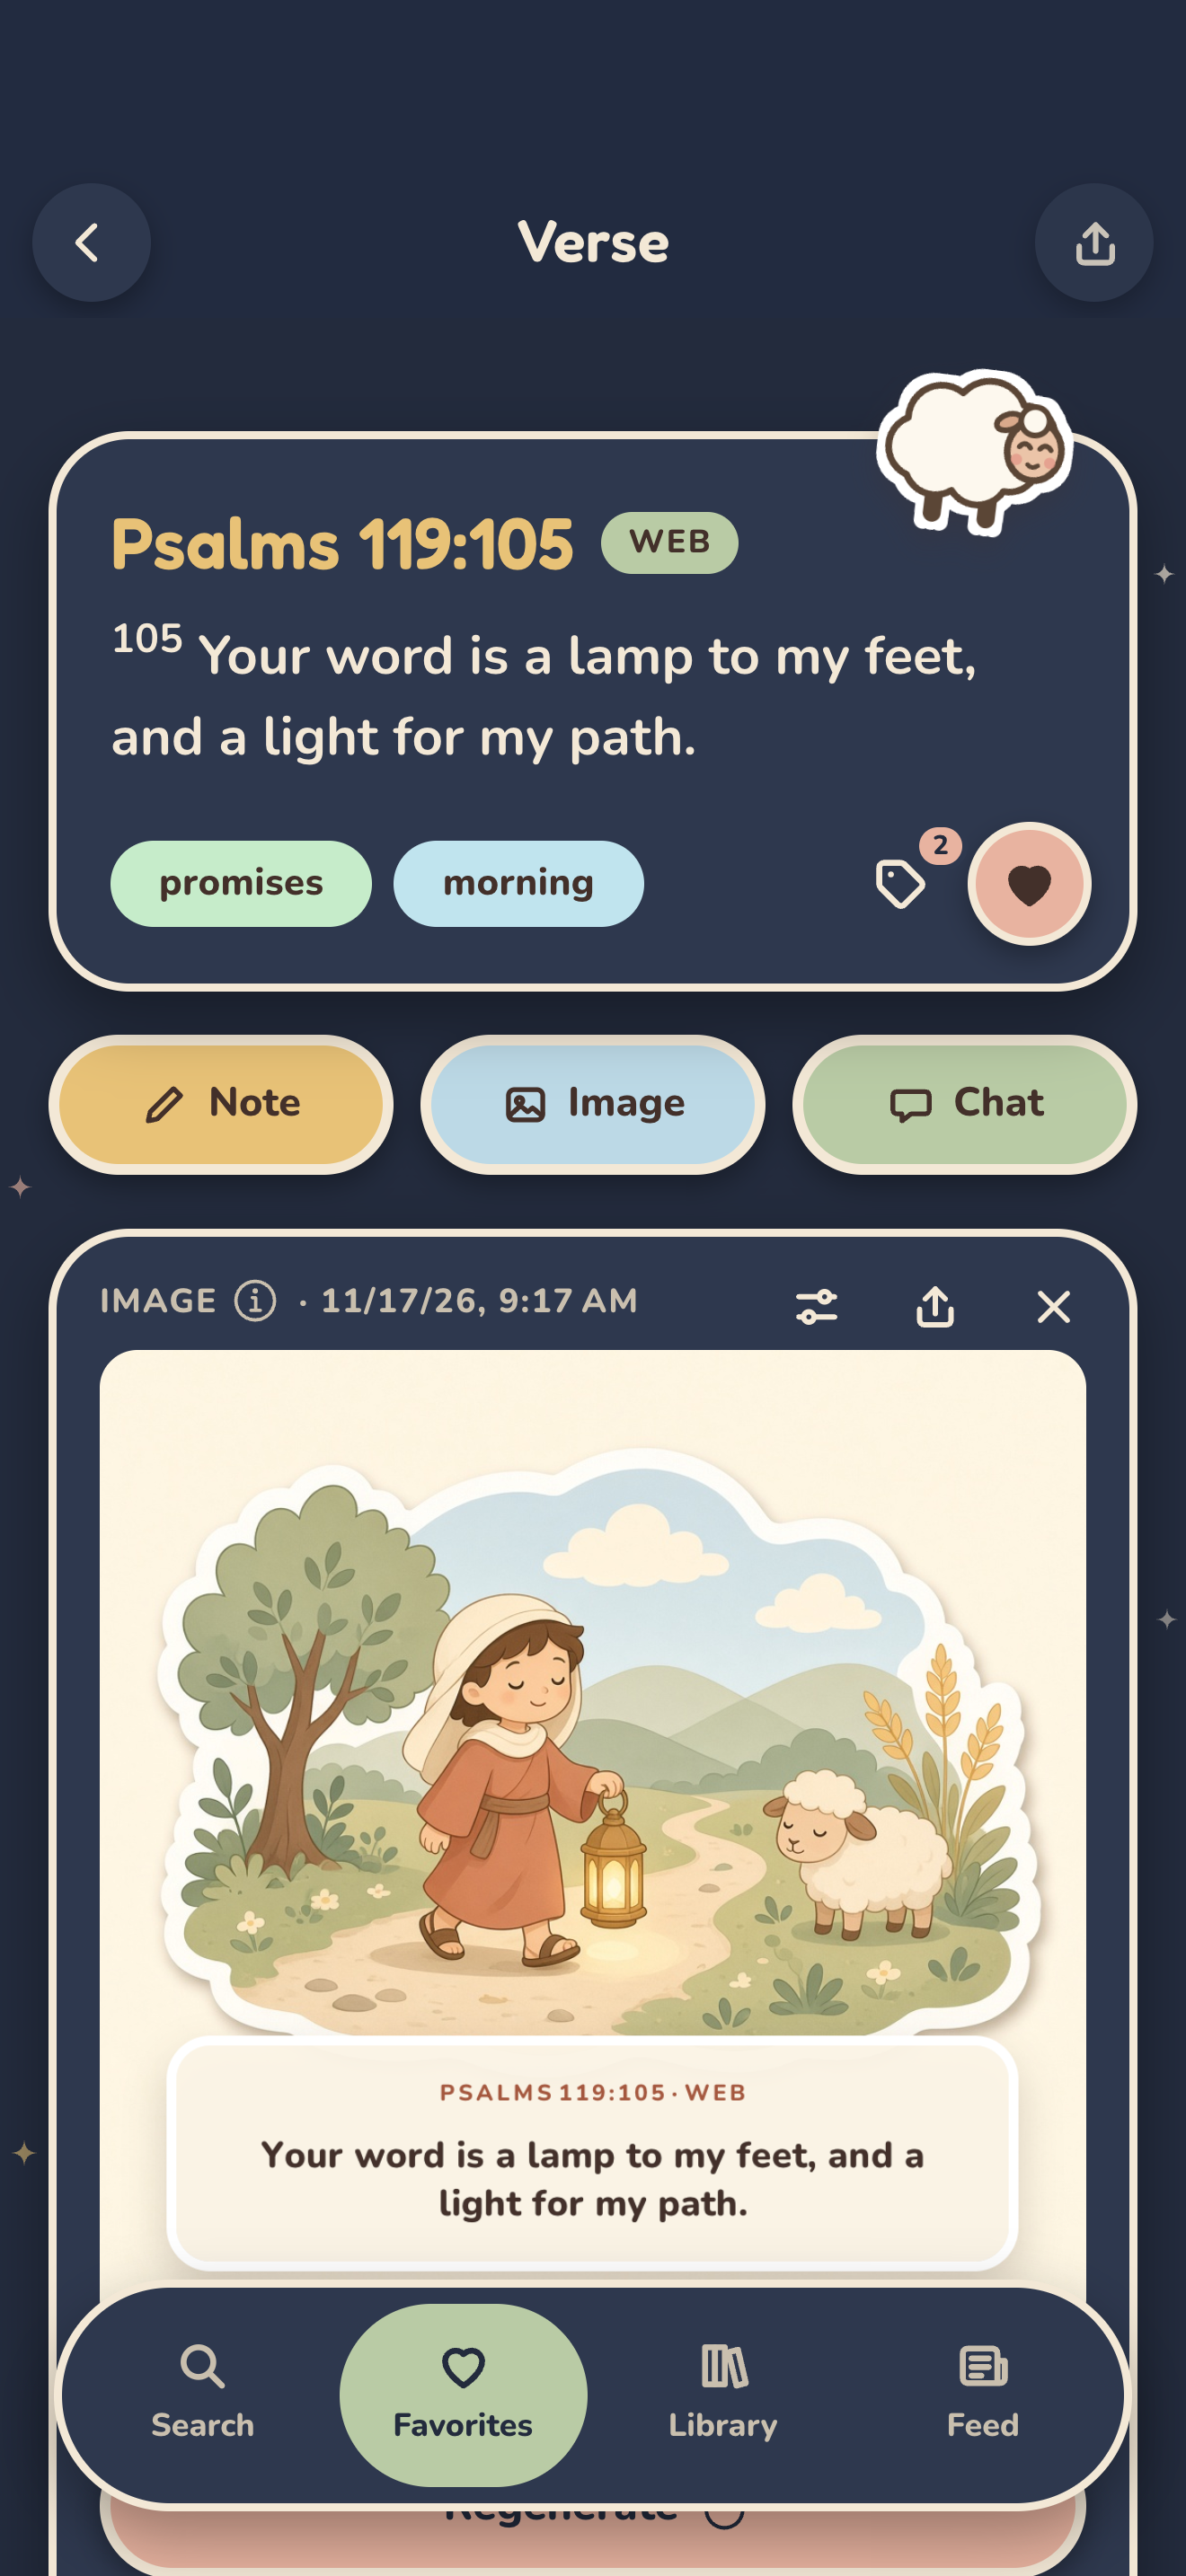 Verse
Psalms 119:105 WEB
105 Your word is a lamp to my feet,
and a light for my path.
promises morning 2
Note Image Chat
IMAGE i · 11/17/26, 9:17 AM
PSALMS 119:105 · WEB
Your word is a lamp to my feet, and a
light for my path.
Search Favorites Library Feed
Regenerate